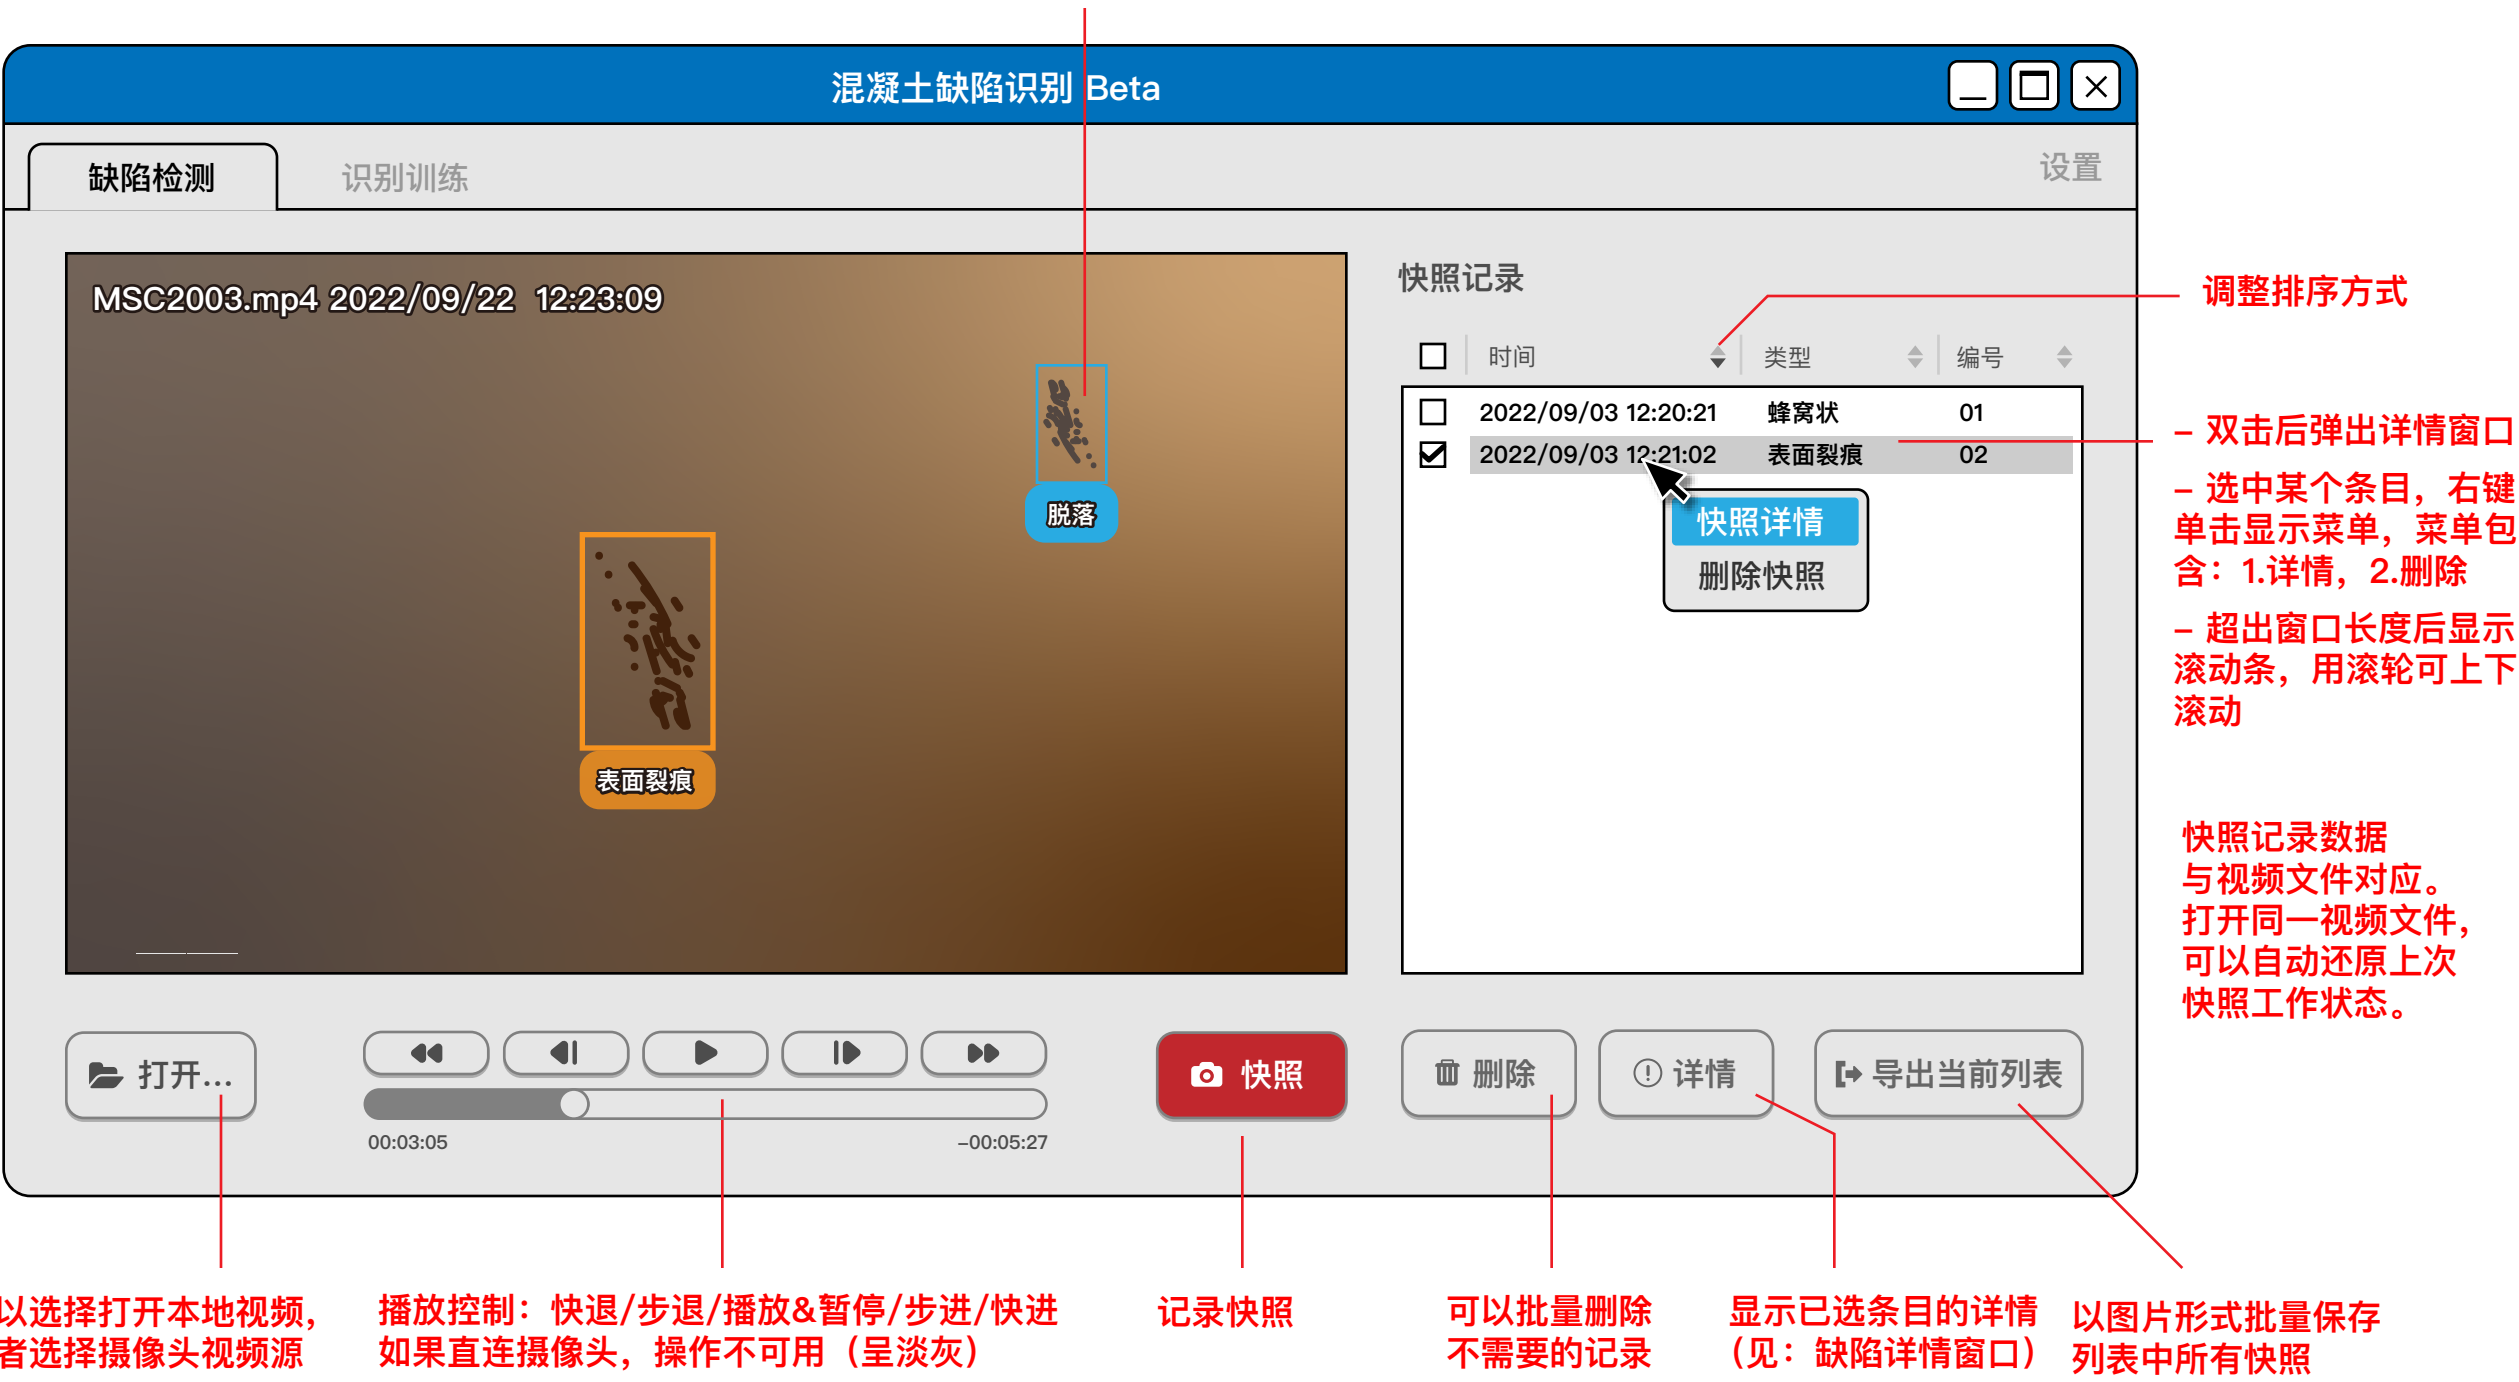 混凝土缺陷识别 Beta
缺陷检测
识别训练
设置
MSC2003.mp4 2022/09/22 12:23:09
脱落
表面裂痕
快照记录
时间
类型
编号
2022/09/03 12:20:21 蜂窝状 01
2022/09/03 12:21:02 表面裂痕 02
快照详情
删除快照
调整排序方式
– 双击后弹出详情窗口
– 选中某个条目，右键
单击显示菜单，菜单包
含：1.详情，2.删除
– 超出窗口长度后显示
滚动条，用滚轮可上下
滚动
快照记录数据
与视频文件对应。
打开同一视频文件，
可以自动还原上次
快照工作状态。
打开...
00:03:05
–00:05:27
快照
删除
详情
导出当前列表
以选择打开本地视频，
者选择摄像头视频源
播放控制：快退/步退/播放&暂停/步进/快进
如果直连摄像头，操作不可用（呈淡灰）
记录快照
可以批量删除
不需要的记录
显示已选条目的详情
（见：缺陷详情窗口）
以图片形式批量保存
列表中所有快照